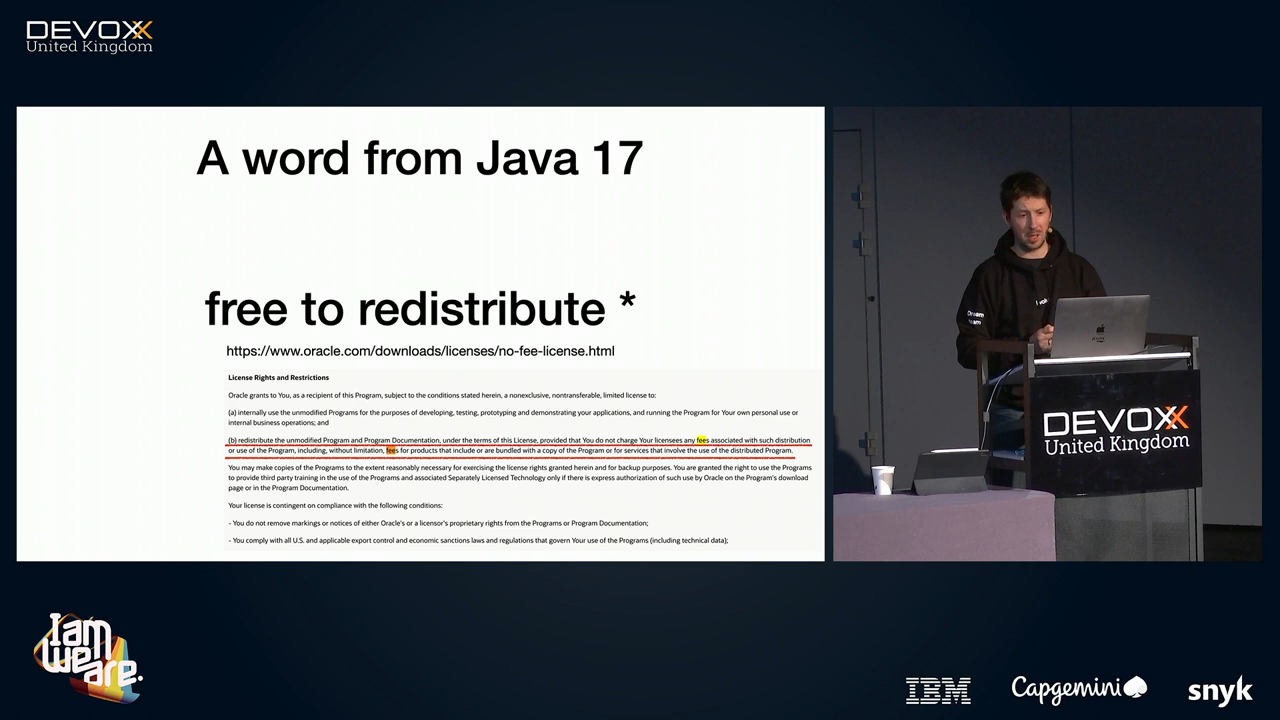 DEVOXX
United Kingdom
A word from Java 17
free to redistribute *
https://www.oracle.com/downloads/licenses/no-fee-license.html
License Rights and Restrictions
Oracle grants to You, as a recipient of this Program, subject to the conditions stated herein, a nonexclusive, nontransferable, limited license to:
(a) internally use the unmodified Programs for the purposes of developing, testing, prototyping and demonstrating your applications, and running the Program for Your own personal use or
internal business operations; and
(b) redistribute the unmodified Program and Program Documentation, under the terms of this License, provided that You do not charge Your licensees any fees associated with such distribution
or use of the Program, including, without limitation, fees for products that include or are bundled with a copy of the Program or for services that involve the use of the distributed Program.
You may make copies of the Programs to the extent reasonably necessary for exercising the license rights granted herein and for backup purposes. You are granted the right to use the Programs
to provide third party training in the use of the Programs and associated Separately Licensed Technology only if there is express authorization of such use by Oracle on the Program's download
page or in the Program Documentation.
Your license is contingent on compliance with the following conditions:
- You do not remove markings or notices of either Oracle's or a licensor's proprietary rights from the Programs or Program Documentation;
- You comply with all U.S. and applicable export control and economic sanctions laws and regulations that govern Your use of the Programs (including technical data);
Dream
team
DEVOXX
United Kingdom
I am
we
are.
IBM
Capgemini
snyk